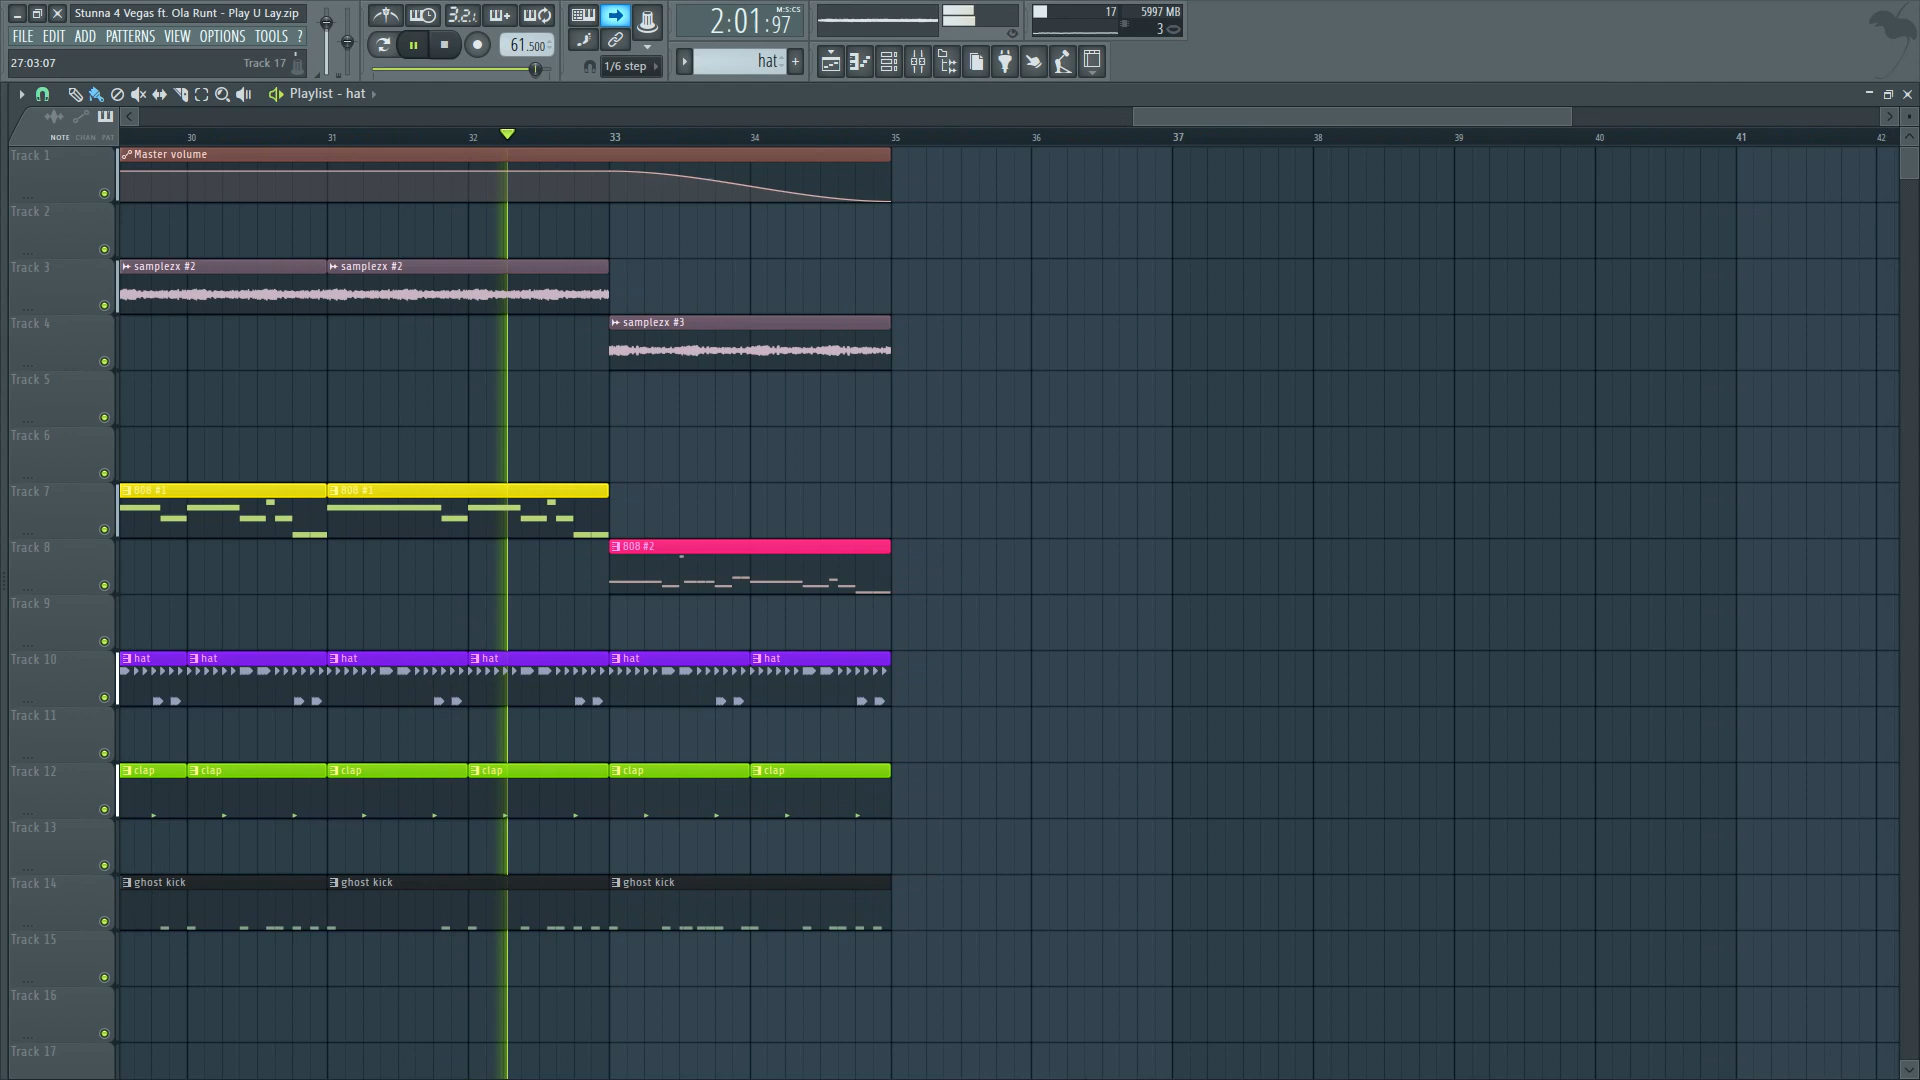 Stunna 4 Vegas ft. Ola Runt - Play U Lay.zip
FILE EDIT ADD PATTERNS VIEW OPTIONS TOOLS ?
27:03:07 Track 17
3.2.1
61.500
1/6 step
2:01:97
M:S:CS
hat
17
5997 MB
3
Playlist - hat
NOTE CHAN PAT
30 31 32 33 34 35 36 37 38 39 40 41 42
Track 1
Master volume
Track 2
Track 3
samplezx #2
samplezx #2
Track 4
samplezx #3
Track 5
Track 6
Track 7
808 #1
808 #1
Track 8
808 #2
Track 9
Track 10
hat hat hat hat hat hat
Track 11
Track 12
clap clap clap clap clap clap
Track 13
Track 14
ghost kick ghost kick ghost kick
Track 15
Track 16
Track 17